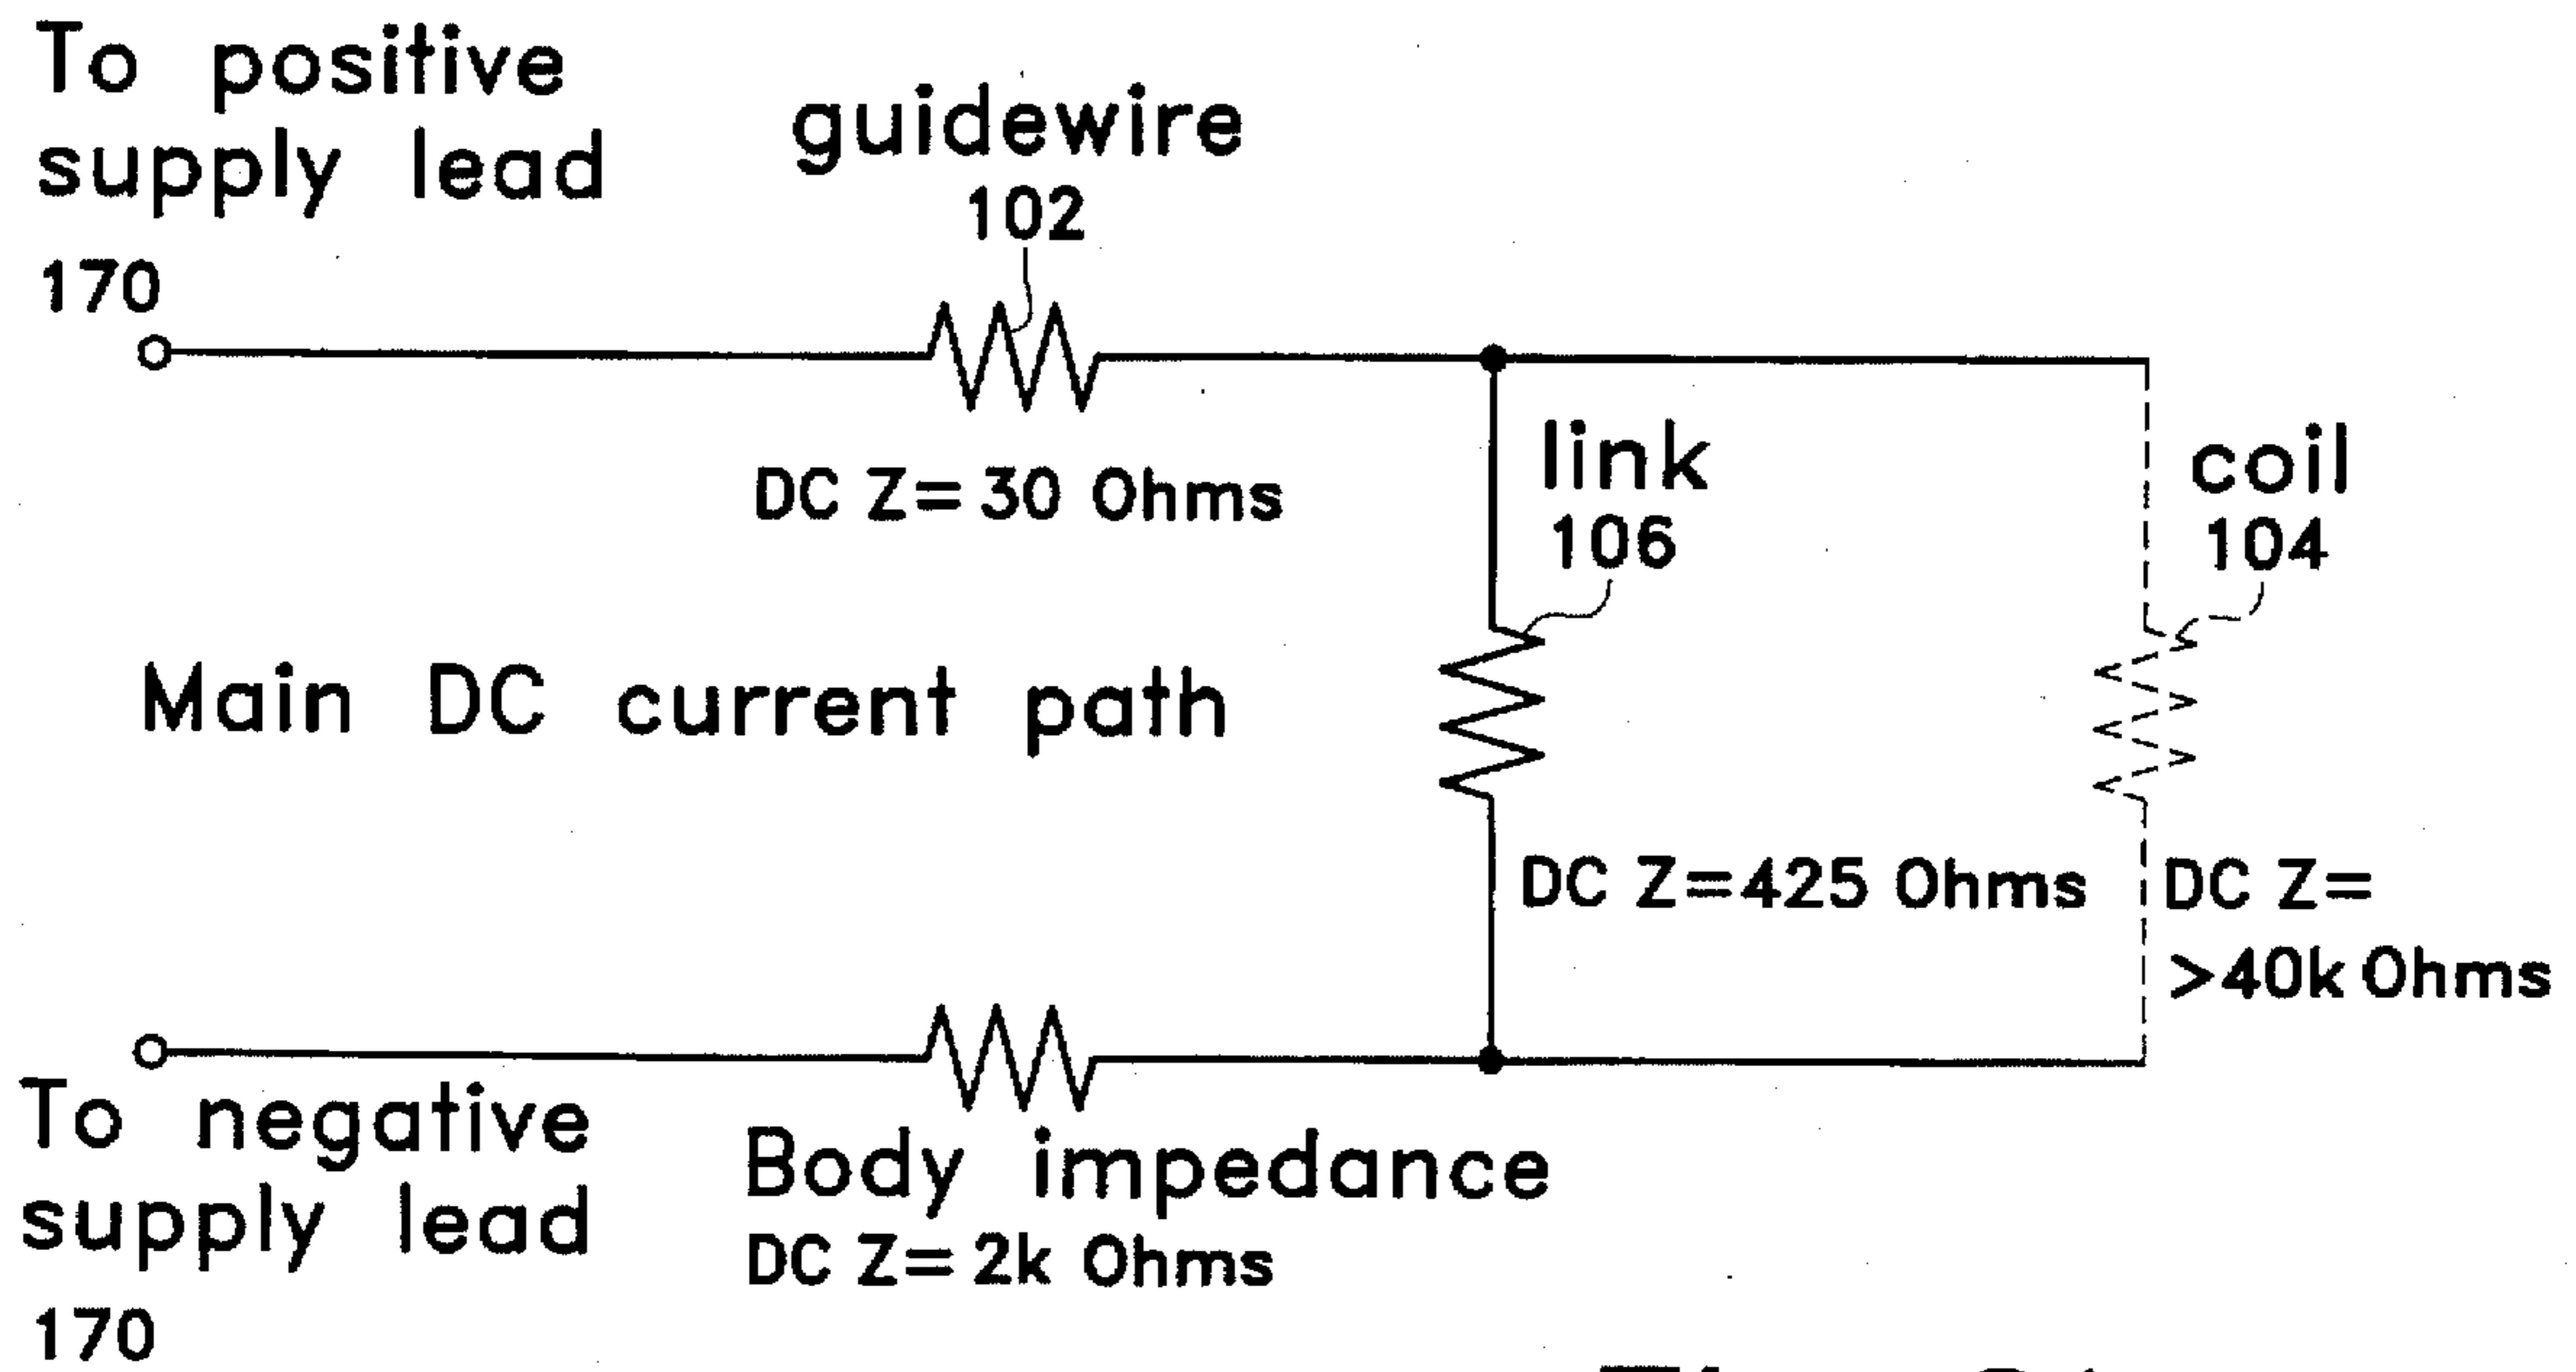 To positive
supply lead
170
guidewire
102
DC Z= 30 Ohms
link
106
coil
104
Main DC current path
DC Z=425 Ohms
DC Z=
>40k Ohms
To negative
supply lead
170
Body impedance
DC Z= 2k Ohms